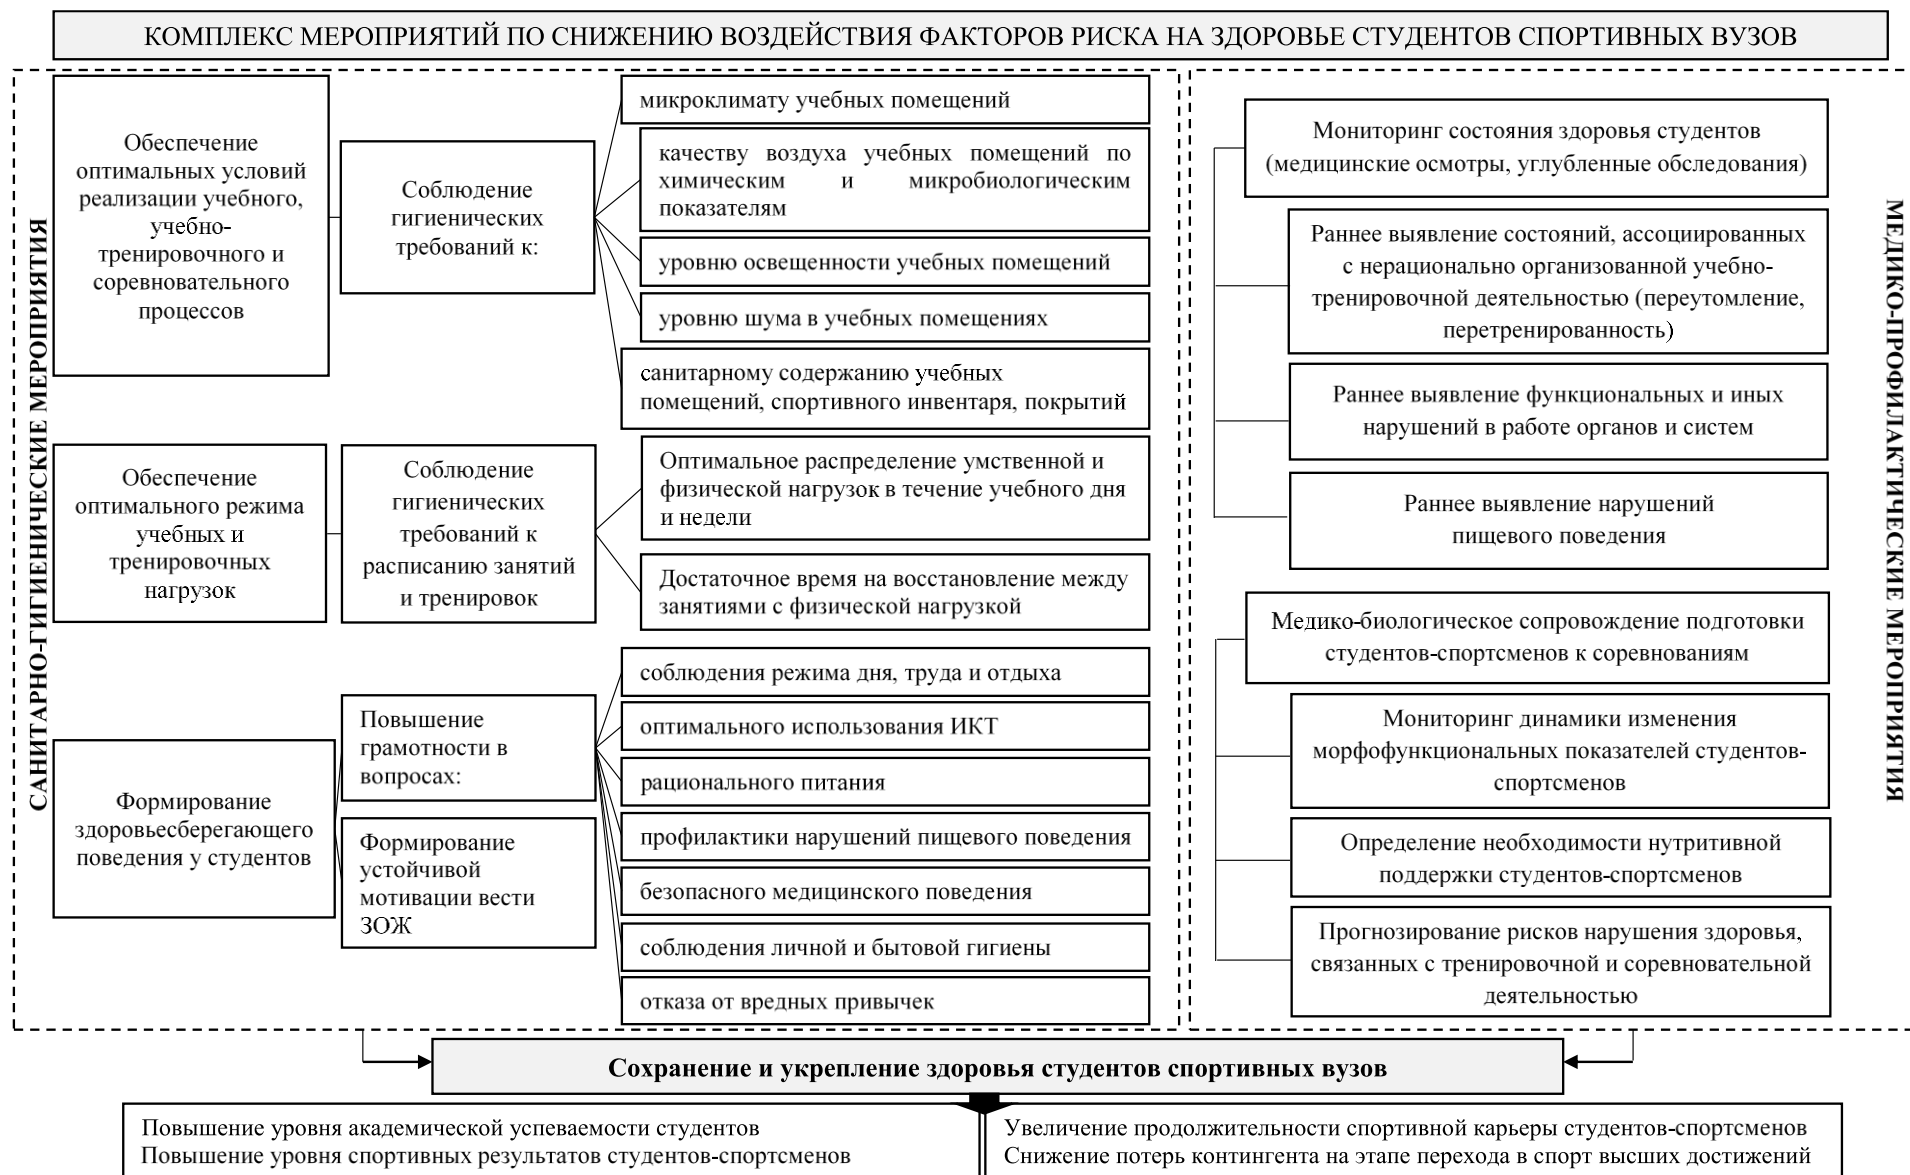 КОМПЛЕКС МЕРОПРИЯТИЙ ПО СНИЖЕНИЮ ВОЗДЕЙСТВИЯ ФАКТОРОВ РИСКА НА ЗДОРОВЬЕ СТУДЕНТОВ СПОРТИВНЫХ ВУЗОВ
САНИТАРНО-ГИГИЕНИЧЕСКИЕ МЕРОПРИЯТИЯ
Обеспечение
оптимальных условий
реализации учебного,
учебно-
тренировочного и
соревновательного
процессов
Соблюдение
гигиенических
требований к:
микроклимату учебных помещений
качеству воздуха учебных помещений по
химическим и микробиологическим
показателям
уровню освещенности учебных помещений
уровню шума в учебных помещениях
санитарному содержанию учебных
помещений, спортивного инвентаря, покрытий
Обеспечение
оптимального режима
учебных и
тренировочных
нагрузок
Соблюдение
гигиенических
требований к
расписанию занятий
и тренировок
Оптимальное распределение умственной и
физической нагрузок в течение учебного дня
и недели
Достаточное время на восстановление между
занятиями с физической нагрузкой
Формирование
здоровьесберегающего
поведения у студентов
Повышение
грамотности в
вопросах:
Формирование
устойчивой
мотивации вести
ЗОЖ
соблюдения режима дня, труда и отдыха
оптимального использования ИКТ
рационального питания
профилактики нарушений пищевого поведения
безопасного медицинского поведения
соблюдения личной и бытовой гигиены
отказа от вредных привычек
МЕДИКО-ПРОФИЛАКТИЧЕСКИЕ МЕРОПРИЯТИЯ
Мониторинг состояния здоровья студентов
(медицинские осмотры, углубленные обследования)
Раннее выявление состояний, ассоциированных
с нерационально организованной учебно-
тренировочной деятельностью (переутомление,
перетренированность)
Раннее выявление функциональных и иных
нарушений в работе органов и систем
Раннее выявление нарушений
пищевого поведения
Медико-биологическое сопровождение подготовки
студентов-спортсменов к соревнованиям
Мониторинг динамики изменения
морфофункциональных показателей студентов-
спортсменов
Определение необходимости нутритивной
поддержки студентов-спортсменов
Прогнозирование рисков нарушения здоровья,
связанных с тренировочной и соревновательной
деятельностью
Сохранение и укрепление здоровья студентов спортивных вузов
Повышение уровня академической успеваемости студентов
Повышение уровня спортивных результатов студентов-спортсменов
Увеличение продолжительности спортивной карьеры студентов-спортсменов
Снижение потерь контингента на этапе перехода в спорт высших достижений